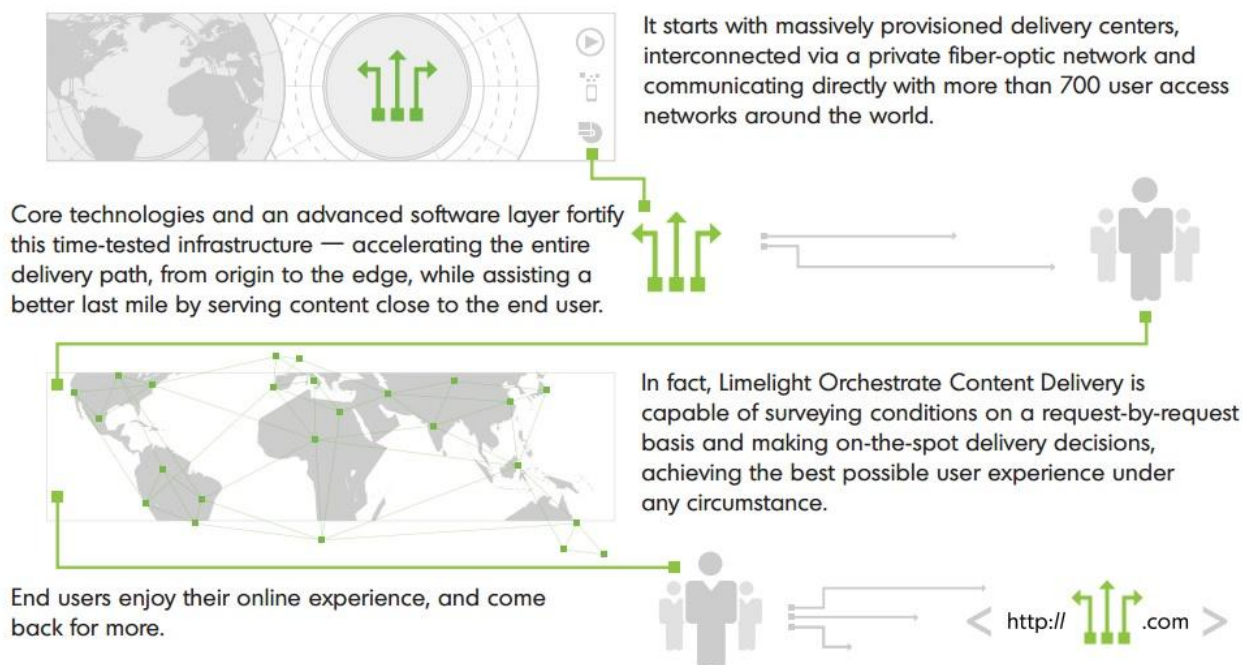 It starts with massively provisioned delivery centers,
interconnected via a private fiber-optic network and
communicating directly with more than 700 user access
networks around the world.
Core technologies and an advanced software layer fortify
this time-tested infrastructure — accelerating the entire
delivery path, from origin to the edge, while assisting a
better last mile by serving content close to the end user.
In fact, Limelight Orchestrate Content Delivery is
capable of surveying conditions on a request-by-request
basis and making on-the-spot delivery decisions,
achieving the best possible user experience under
any circumstance.
End users enjoy their online experience, and come
back for more.
< http:// .com >